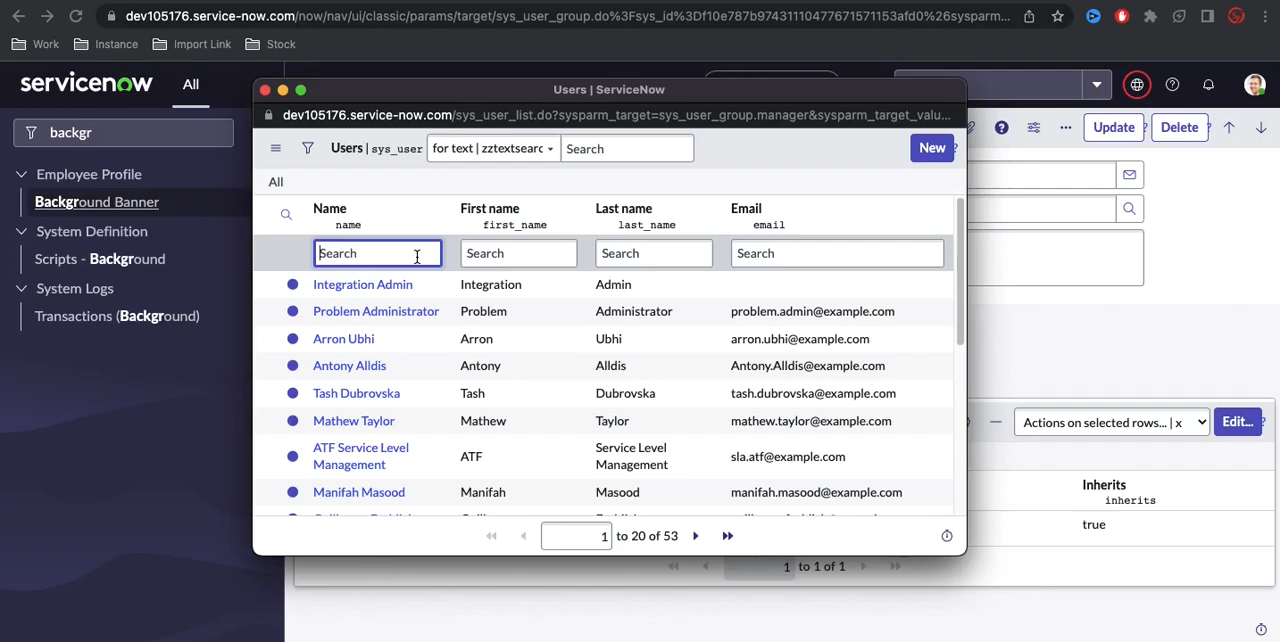 dev105176.service-now.com/now/nav/ui/classic/params/target/sys_user_group.do%3Fsys_id%3Df10e787b97431110477671571153afd0%26sysparm...
Work Instance Import Link Stock
servicenow All
backgr
Employee Profile
Background Banner
System Definition
Scripts - Background
System Logs
Transactions (Background)
Users | ServiceNow
dev105176.service-now.com/sys_user_list.do?sysparm_target=sys_user_group.manager&sysparm_target_valu...
Users | sys_user for text | zztextsearc Search New ?
All
Name First name Last name Email
name first_name last_name email
Search Search Search Search
Integration Admin Integration Admin
Problem Administrator Problem Administrator problem.admin@example.com
Arron Ubhi Arron Ubhi arron.ubhi@example.com
Antony Alldis Antony Alldis Antony.Alldis@example.com
Tash Dubrovska Tash Dubrovska tash.dubrovska@example.com
Mathew Taylor Mathew Taylor mathew.taylor@example.com
ATF Service Level Management ATF Service Level Management sla.atf@example.com
Manifah Masood Manifah Masood manifah.masood@example.com
1 to 20 of 53
Update ? Delete ?
Actions on selected rows... | x Edit... ?
Inherits
inherits
true
1 to 1 of 1